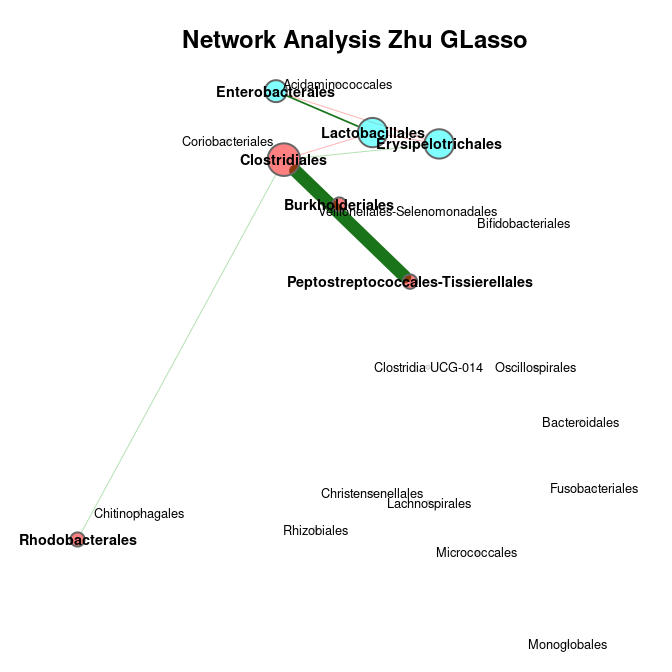 Network Analysis Zhu GLasso
Acidaminococcales
Enterobacterales
Lactobacillales
Coriobacteriales
Erysipelotrichales
Clostridiales
Burkholderiales
Veillonellales-Selenomonadales
Bifidobacteriales
Peptostreptococcales-Tissierellales
Clostridia UCG-014
Oscillospirales
Bacteroidales
Fusobacteriales
Christensenellales
Lachnospirales
Chitinophagales
Rhizobiales
Rhodobacterales
Micrococcales
Monoglobales